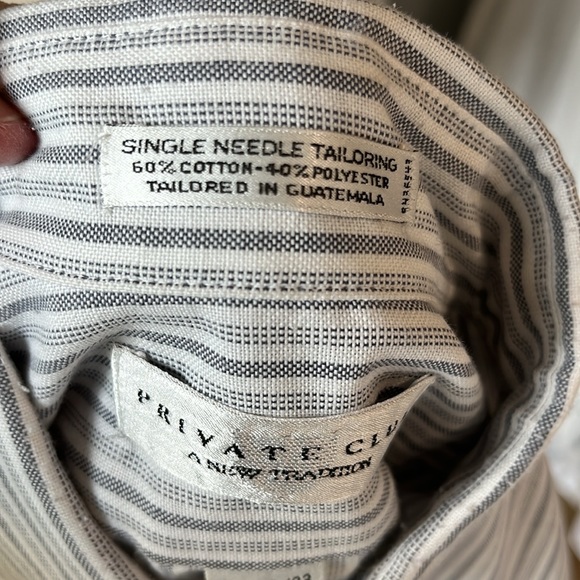 SINGLE NEEDLE TAILORING
60% COTTON-40% POLYESTER
TAILORED IN GUATEMALA
PRIVATE CLU
A NEW TRADITION